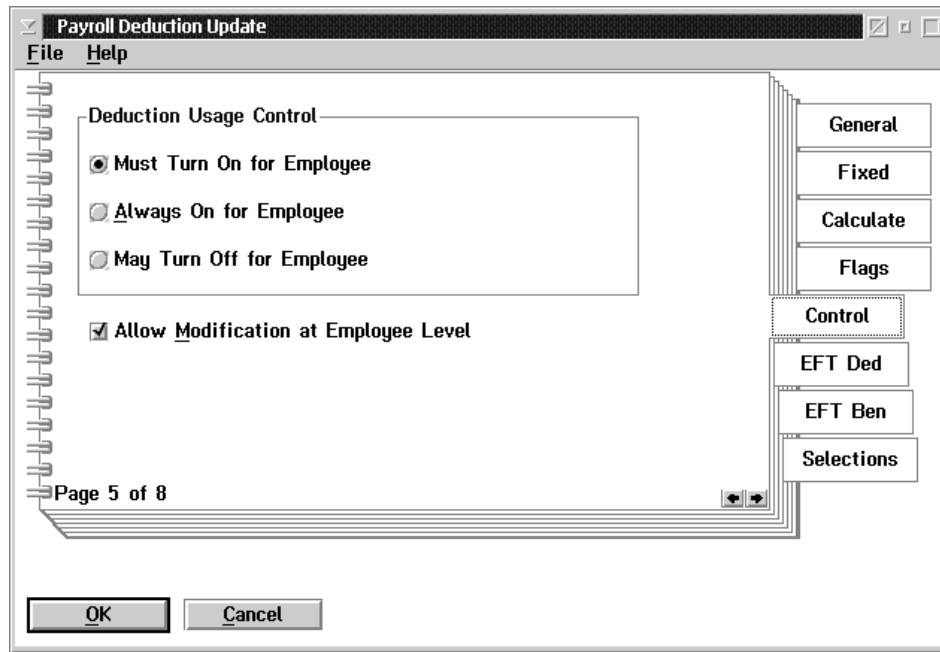 Payroll Deduction Update
File Help
Deduction Usage Control
Must Turn On for Employee
Always On for Employee
May Turn Off for Employee
Allow Modification at Employee Level
Page 5 of 8
General
Fixed
Calculate
Flags
Control
EFT Ded
EFT Ben
Selections
OK Cancel